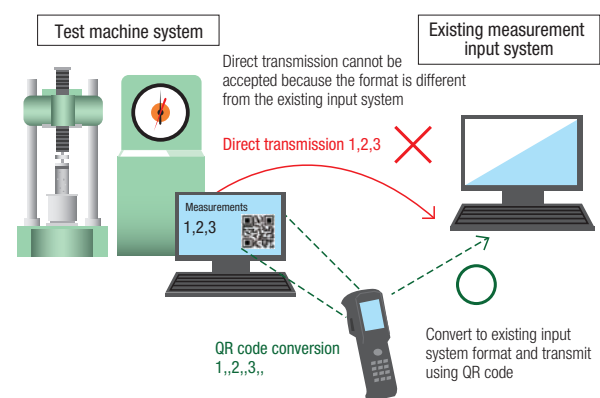 Test machine system
Existing measurement
input system
Direct transmission cannot be
accepted because the format is different
from the existing input system
Direct transmission 1,2,3
Measurements
1,2,3
QR code conversion
1,,2,,3,,
Convert to existing input
system format and transmit
using QR code